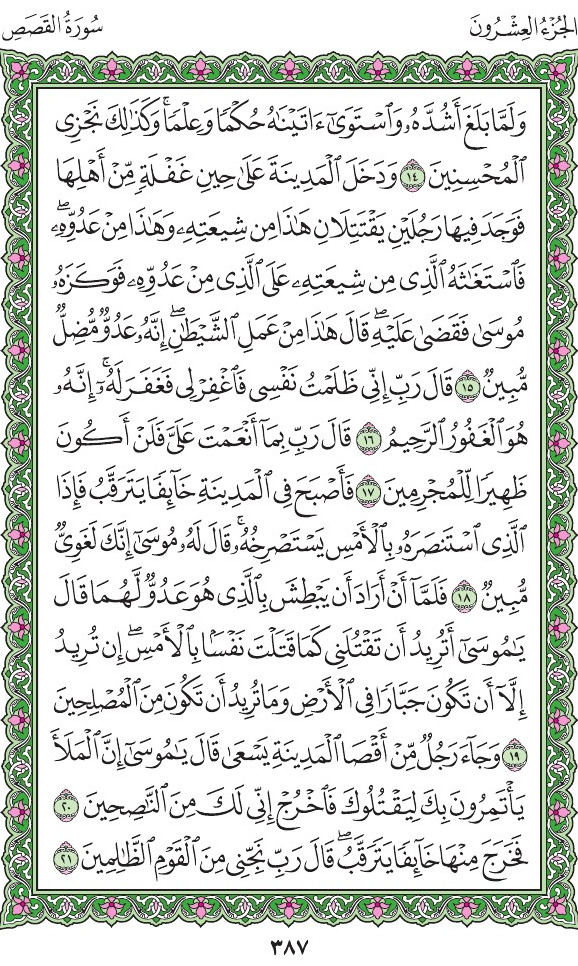 الجُزْءُ العِشْرُونَ
سُورَةُ القَصَصِ
وَلَمَّا بَلَغَ أَشُدَّهُۥ وَٱسْتَوَىٰٓ ءَاتَيْنَٰهُ حُكْمًا وَعِلْمًاۚ وَكَذَٰلِكَ نَجْزِى
ٱلْمُحْسِنِينَ ١٤ وَدَخَلَ ٱلْمَدِينَةَ عَلَىٰ حِينِ غَفْلَةٍ مِّنْ أَهْلِهَا
فَوَجَدَ فِيهَا رَجُلَيْنِ يَقْتَتِلَانِ هَٰذَا مِن شِيعَتِهِۦ وَهَٰذَا مِنْ عَدُوِّهِۦۖ
فَٱسْتَغَٰثَهُ ٱلَّذِى مِن شِيعَتِهِۦ عَلَى ٱلَّذِى مِنْ عَدُوِّهِۦ فَوَكَزَهُۥ
مُوسَىٰ فَقَضَىٰ عَلَيْهِۖ قَالَ هَٰذَا مِنْ عَمَلِ ٱلشَّيْطَٰنِۖ إِنَّهُۥ عَدُوٌّ مُّضِلٌّ
مُّبِينٌ ١٥ قَالَ رَبِّ إِنِّى ظَلَمْتُ نَفْسِى فَٱغْفِرْ لِى فَغَفَرَ لَهُۥٓۚ إِنَّهُۥ
هُوَ ٱلْغَفُورُ ٱلرَّحِيمُ ١٦ قَالَ رَبِّ بِمَآ أَنْعَمْتَ عَلَىَّ فَلَنْ أَكُونَ
ظَهِيرًا لِّلْمُجْرِمِينَ ١٧ فَأَصْبَحَ فِى ٱلْمَدِينَةِ خَآئِفًا يَتَرَقَّبُ فَإِذَا
ٱلَّذِى ٱسْتَنصَرَهُۥ بِٱلْأَمْسِ يَسْتَصْرِخُهُۥۚ قَالَ لَهُۥ مُوسَىٰٓ إِنَّكَ لَغَوِىٌّ
مُّبِينٌ ١٨ فَلَمَّآ أَنْ أَرَادَ أَن يَبْطِشَ بِٱلَّذِى هُوَ عَدُوٌّ لَّهُمَا قَالَ
يَٰمُوسَىٰٓ أَتُرِيدُ أَن تَقْتُلَنِى كَمَا قَتَلْتَ نَفْسًۢا بِٱلْأَمْسِۖ إِن تُرِيدُ
إِلَّآ أَن تَكُونَ جَبَّارًا فِى ٱلْأَرْضِ وَمَا تُرِيدُ أَن تَكُونَ مِنَ ٱلْمُصْلِحِينَ
١٩ وَجَآءَ رَجُلٌ مِّنْ أَقْصَا ٱلْمَدِينَةِ يَسْعَىٰ قَالَ يَٰمُوسَىٰٓ إِنَّ ٱلْمَلَأَ
يَأْتَمِرُونَ بِكَ لِيَقْتُلُوكَ فَٱخْرُجْ إِنِّى لَكَ مِنَ ٱلنَّٰصِحِينَ ٢٠
فَخَرَجَ مِنْهَا خَآئِفًا يَتَرَقَّبُۖ قَالَ رَبِّ نَجِّنِى مِنَ ٱلْقَوْمِ ٱلظَّٰلِمِينَ ٢١
٣٨٧